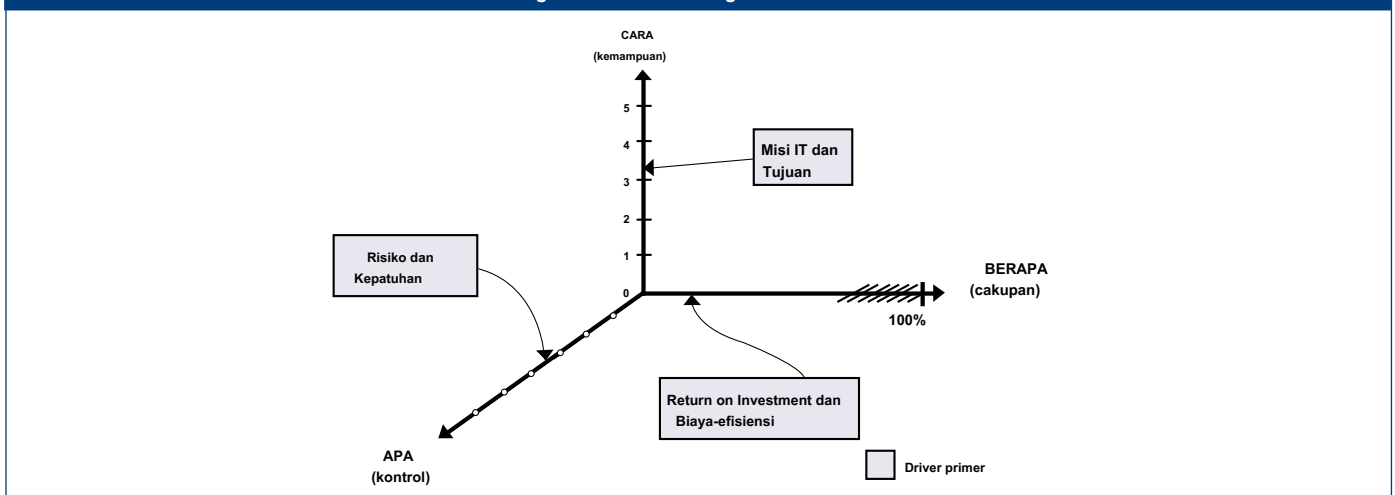 CARA
(kemampuan)
5
4
3
2
1
0
Misi IT dan
Tujuan
Risiko dan
Kepatuhan
BERAPA
(cakupan)
100%
Return on Investment dan
Biaya-efisiensi
APA
(kontrol)
Driver primer